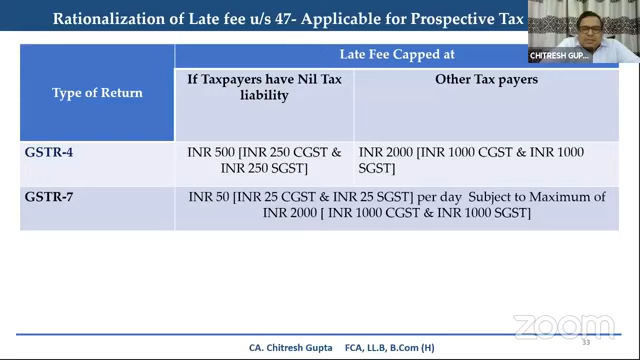 Rationalization of Late fee u/s 47- Applicable for Prospective Tax
CHITRESH GUP...
Type of Return
Late Fee Capped at
If Taxpayers have Nil Tax
liability
Other Tax payers
GSTR-4
INR 500 [INR 250 CGST &
INR 250 SGST]
INR 2000 [INR 1000 CGST & INR 1000
SGST]
GSTR-7
INR 50 [INR 25 CGST & INR 25 SGST] per day Subject to Maximum of
INR 2000 [ INR 1000 CGST & INR 1000 SGST]
zoom
CA. Chitresh Gupta FCA, LL.B, B.Com (H)
33